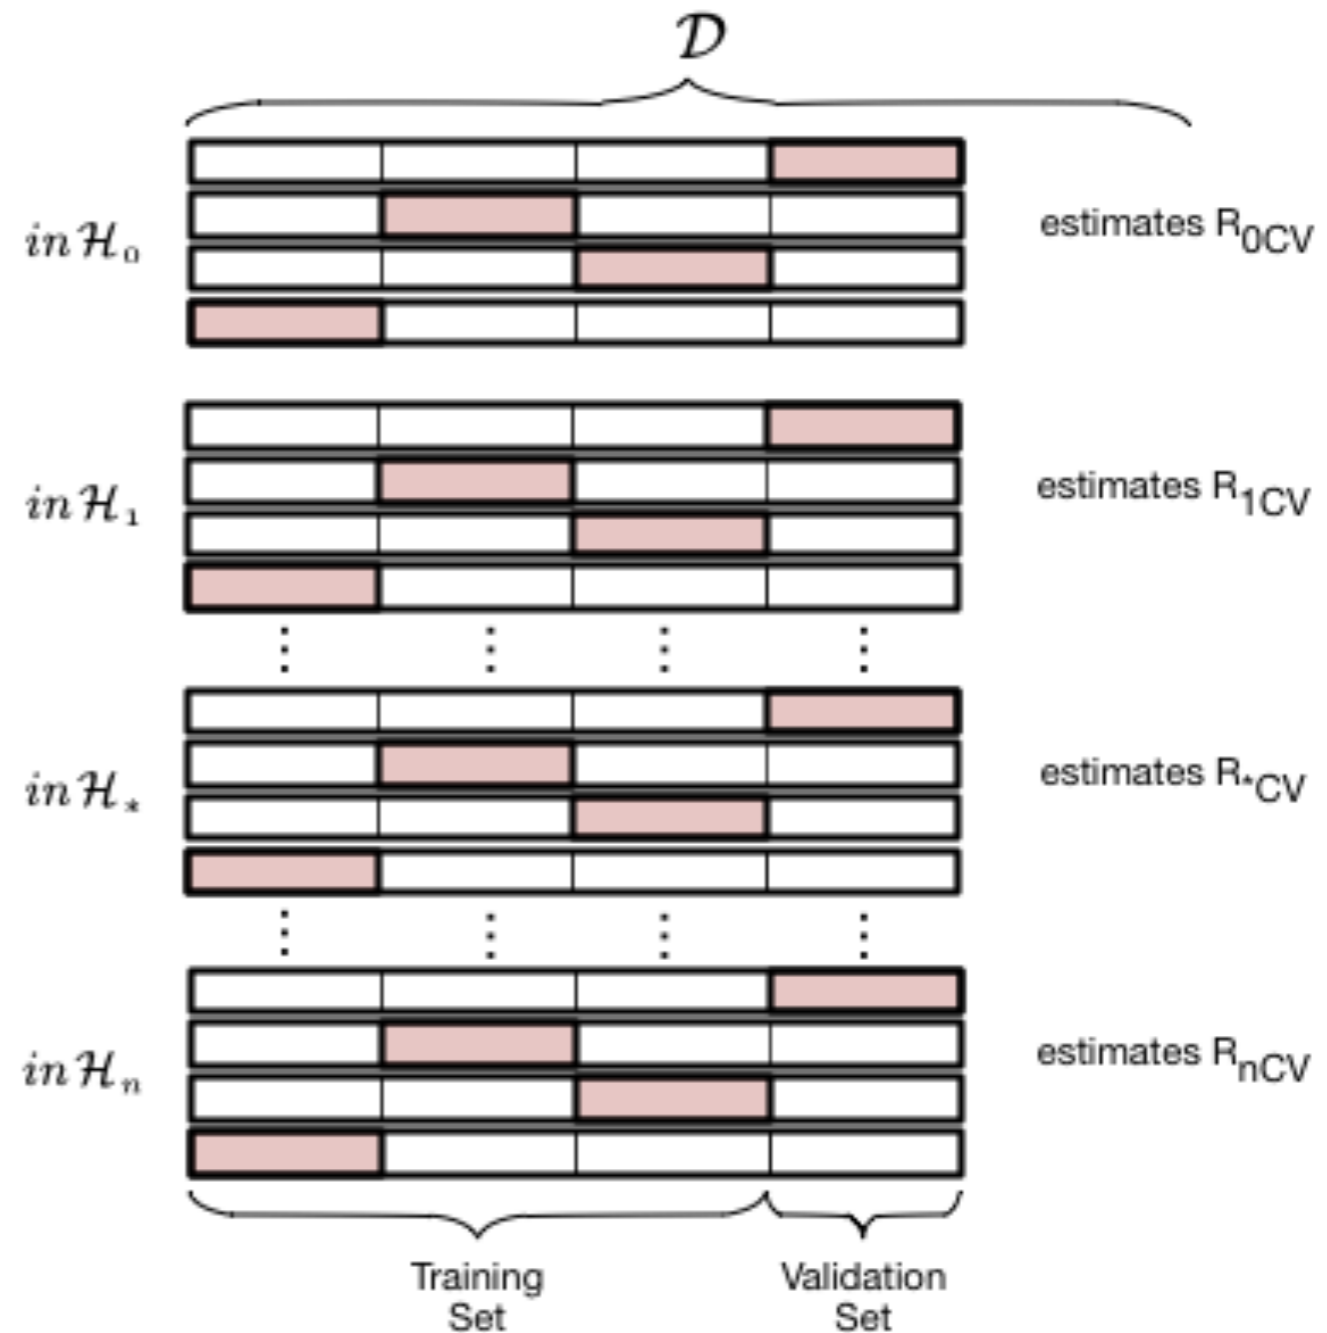 𝒟
in ℋ₀
estimates R₀CV
in ℋ₁
estimates R₁CV
in ℋ*
estimates R*CV
in ℋₙ
estimates RₙCV
Training
Set
Validation
Set